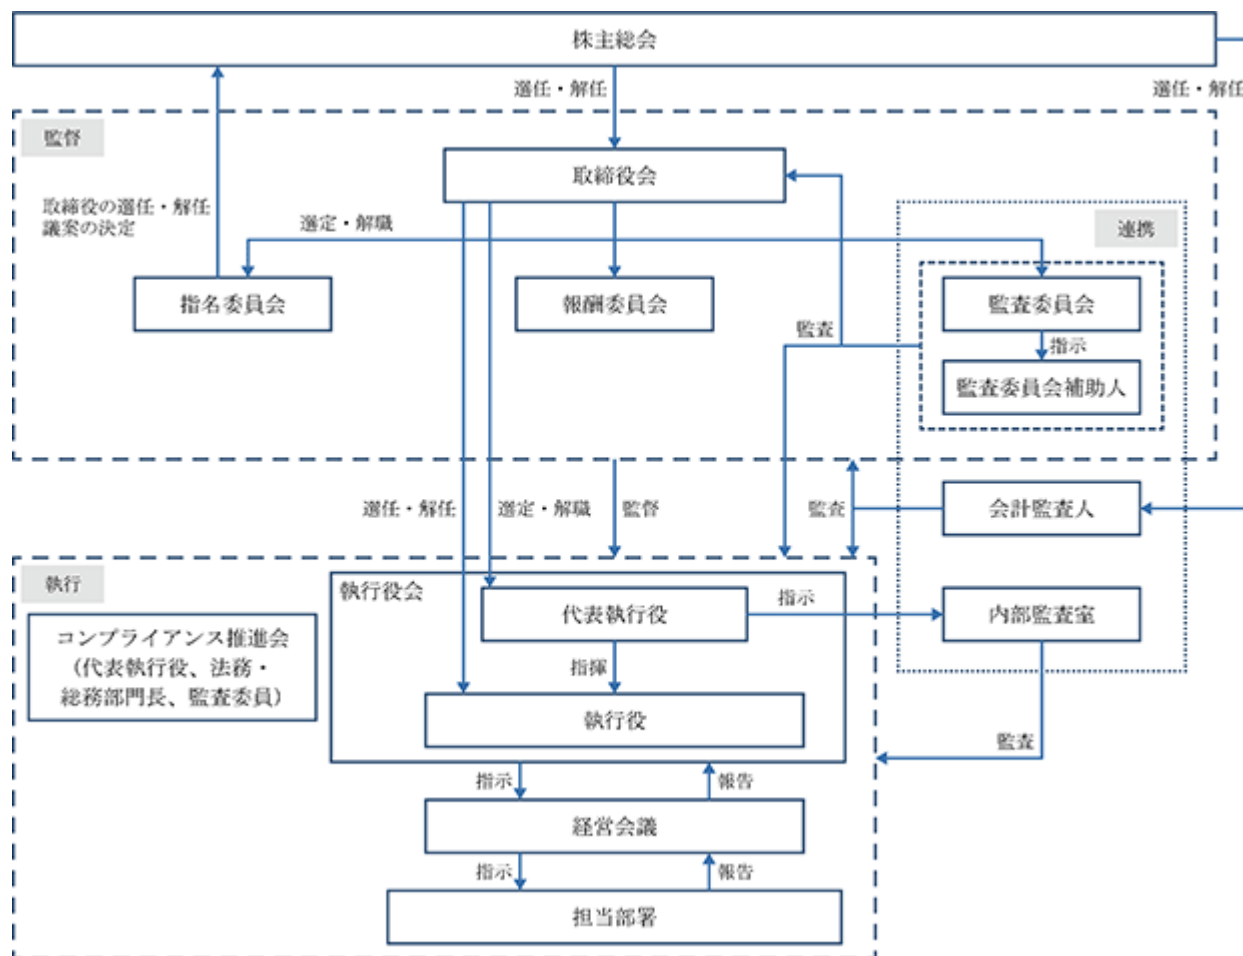 株主総会
選任・解任
選任・解任
監督
取締役会
取締役の選任・解任
議案の決定
選定・解職
連携
指名委員会
報酬委員会
監査委員会
監査
指示
監査委員会補助人
選任・解任
選定・解職
監督
監査
会計監査人
執行
執行役会
代表執行役
指示
内部監査室
コンプライアンス推進会
（代表執行役、法務・
総務部門長、監査委員）
指揮
執行役
監査
指示
報告
経営会議
指示
報告
担当部署